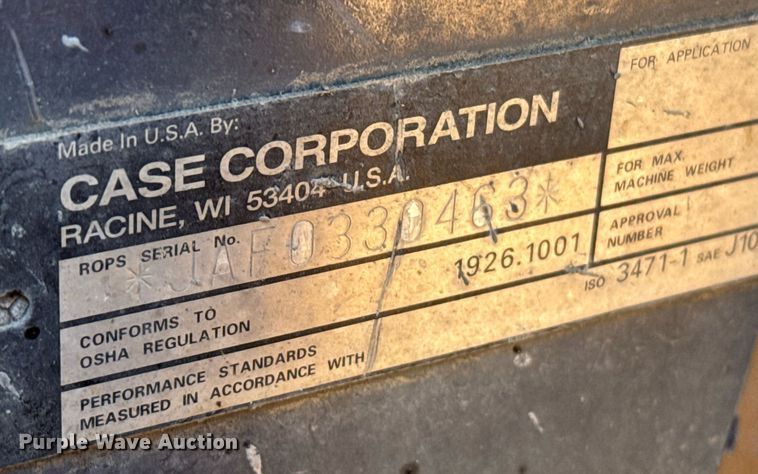 Made In U.S.A. By:
CASE CORPORATION
RACINE, WI 53404 U.S.A.
ROPS SERIAL No.
*JAF0330463*
CONFORMS TO
OSHA REGULATION
1926.1001
PERFORMANCE STANDARDS
MEASURED IN ACCORDANCE WITH
ISO 3471-1 SAE J10
FOR APPLICATION
FOR MAX.
MACHINE WEIGHT
APPROVAL
NUMBER
Purple Wave Auction